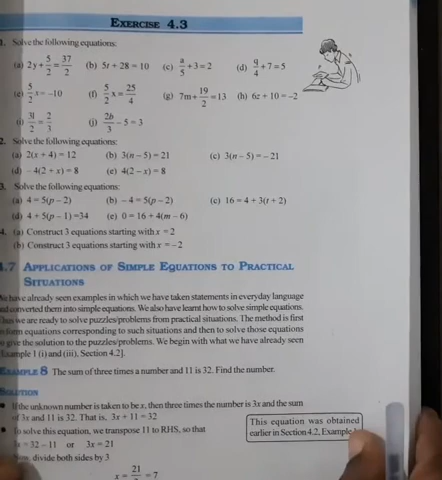 EXERCISE 4.3
1. Solve the following equations:
(a) 2y + 5/2 = 37/2 (b) 5t + 28 = 10 (c) a/5 + 3 = 2 (d) q/4 + 7 = 5
(e) 5/2 x = -10 (f) 5/2 x = 25/4 (g) 7m + 19/2 = 13 (h) 6z + 10 = -2
(i) 3l/2 = 2/3 (j) 2b/3 - 5 = 3
2. Solve the following equations:
(a) 2(x + 4) = 12 (b) 3(n - 5) = 21 (c) 3(n - 5) = -21
(d) -4(2 + x) = 8 (e) 4(2 - x) = 8
3. Solve the following equations:
(a) 4 = 5(p - 2) (b) -4 = 5(p - 2) (c) 16 = 4 + 3(t + 2)
(d) 4 + 5(p - 1) =34 (e) 0 = 16 + 4(m - 6)
4. (a) Construct 3 equations starting with x = 2
(b) Construct 3 equations starting with x = -2
4.7 APPLICATIONS OF SIMPLE EQUATIONS TO PRACTICAL
SITUATIONS
We have already seen examples in which we have taken statements in everyday language
and converted them into simple equations. We also have learnt how to solve simple equations.
Thus we are ready to solve puzzles/problems from practical situations. The method is first
to form equations corresponding to such situations and then to solve those equations
to give the solution to the puzzles/problems. We begin with what we have already seen
[Example 1 (i) and (iii), Section 4.2].
EXAMPLE 8 The sum of three times a number and 11 is 32. Find the number.
SOLUTION
• If the unknown number is taken to be x, then three times the number is 3x and the sum
of 3x and 11 is 32. That is, 3x + 11 = 32
• To solve this equation, we transpose 11 to RHS, so that
3x = 32 - 11 or 3x = 21
This equation was obtained
earlier in Section 4.2, Example
Now, divide both sides by 3
x = 21/3 = 7